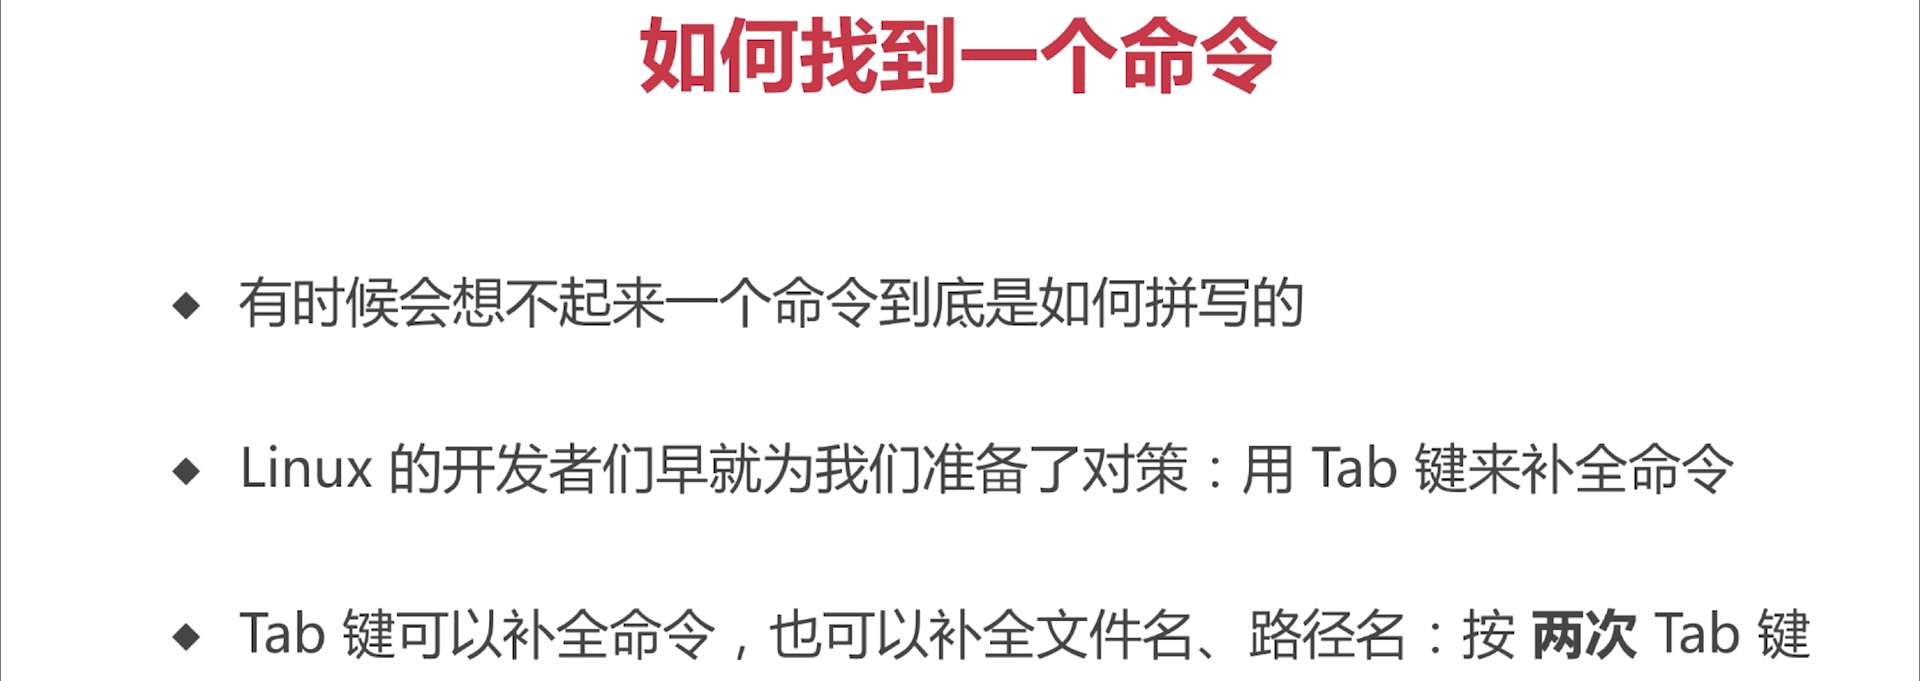 如何找到一个命令
◆ 有时候会想不起来一个命令到底是如何拼写的
◆ Linux 的开发者们早就为我们准备了对策：用 Tab 键来补全命令
◆ Tab 键可以补全命令，也可以补全文件名、路径名：按 两次 Tab 键